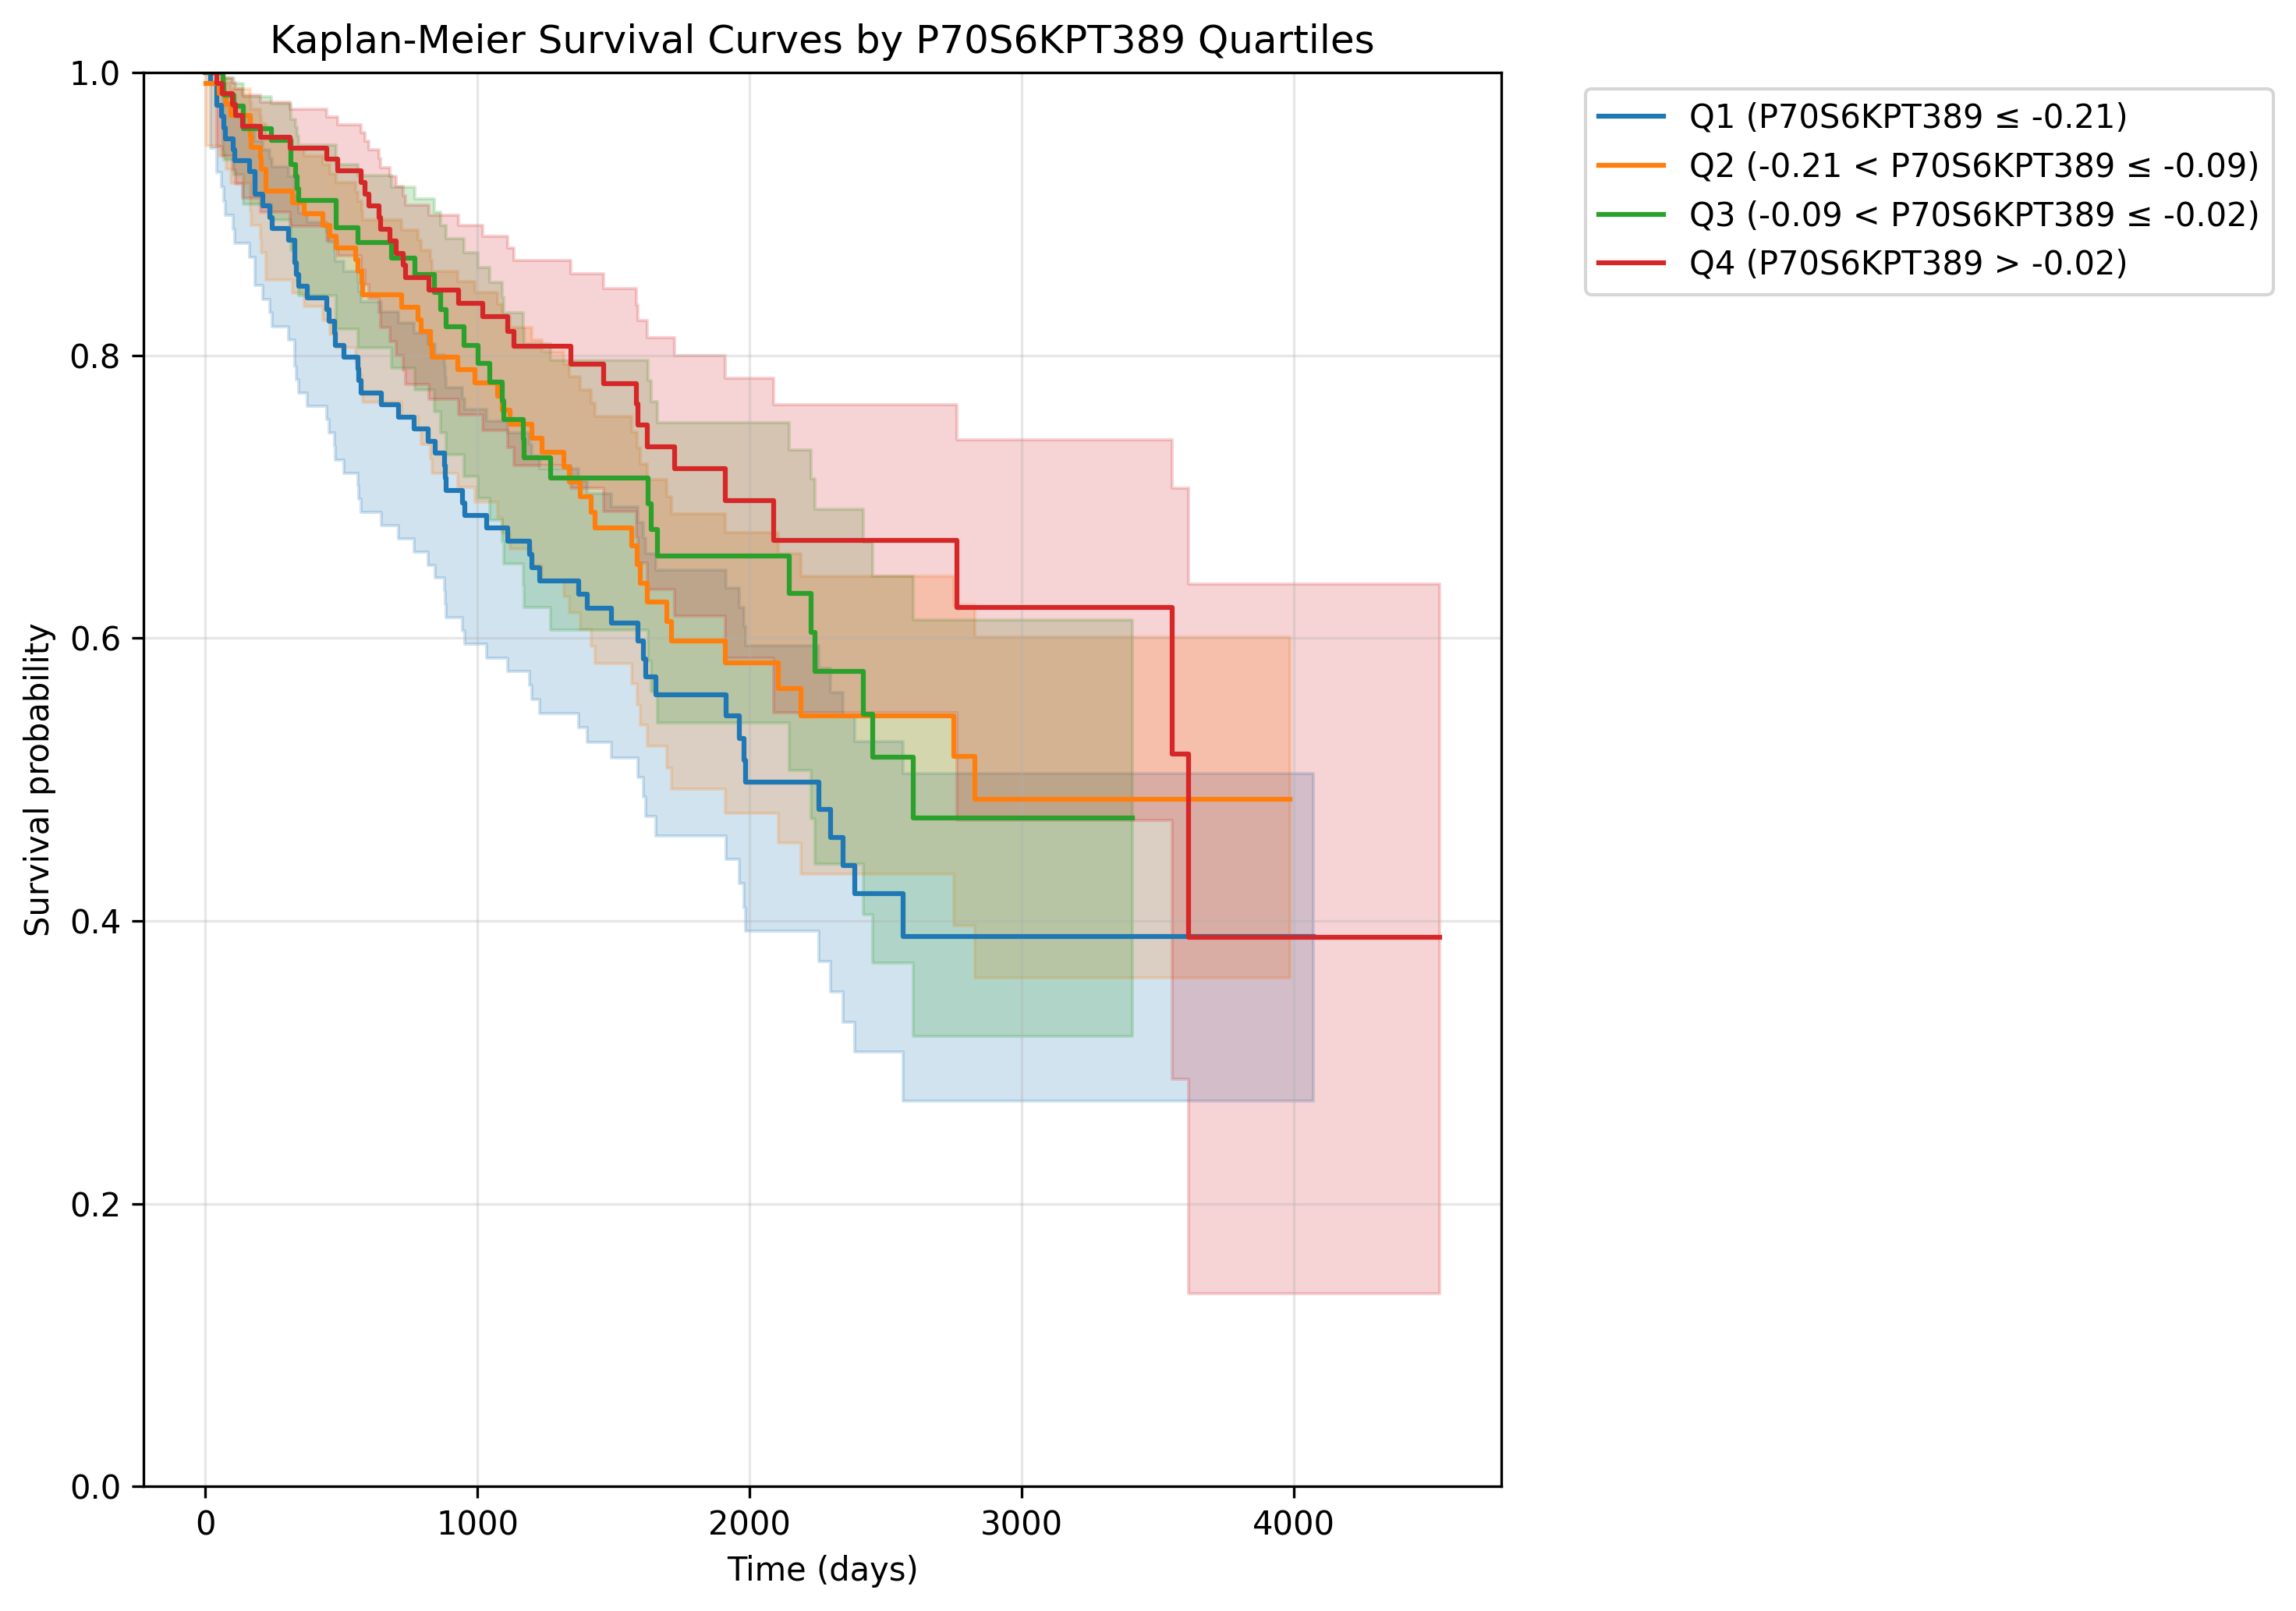 Kaplan-Meier Survival Curves by P70S6KPT389 Quartiles
1.0
0.8
0.6
0.4
0.2
0.0
Survival probability
0 1000 2000 3000 4000
Time (days)
Q1 (P70S6KPT389 ≤ -0.21)
Q2 (-0.21 < P70S6KPT389 ≤ -0.09)
Q3 (-0.09 < P70S6KPT389 ≤ -0.02)
Q4 (P70S6KPT389 > -0.02)